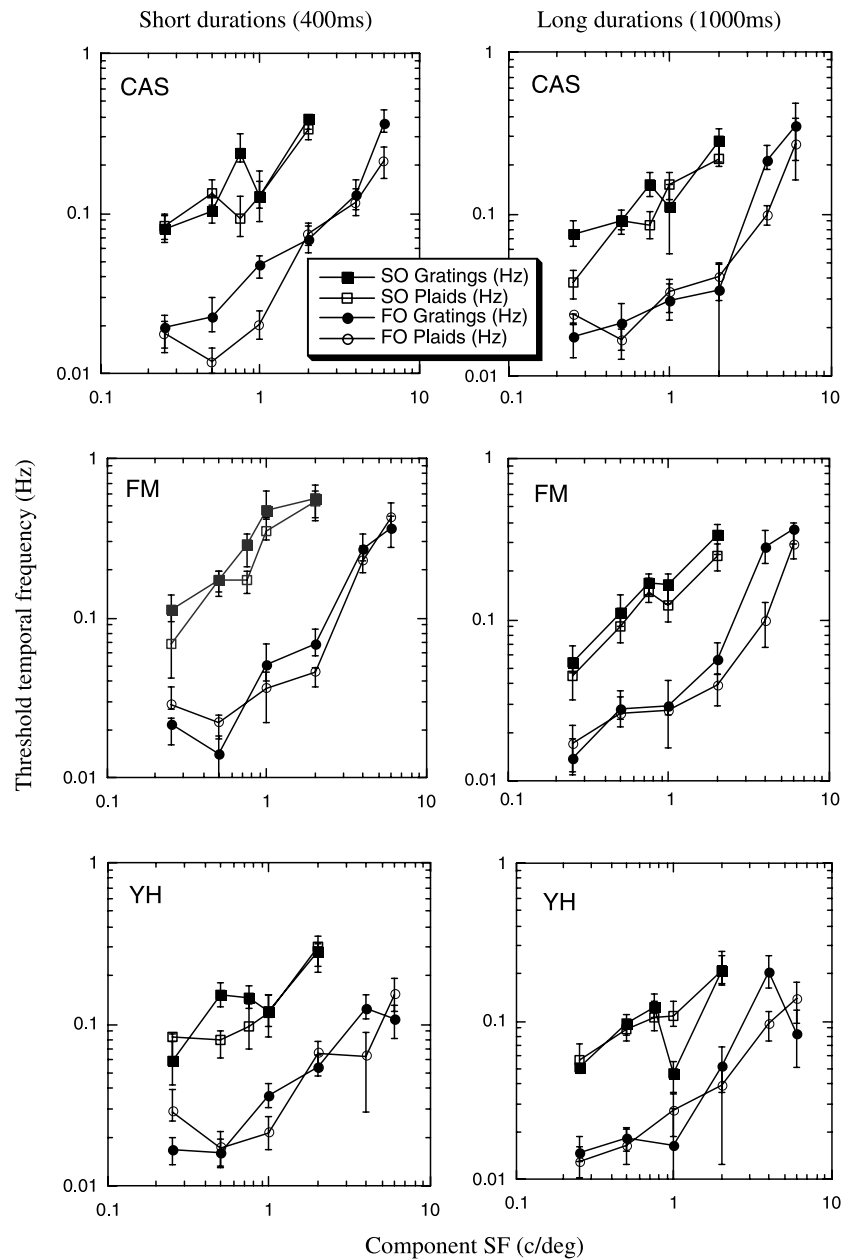 Short durations (400ms)
Long durations (1000ms)
1
CAS
0.1
0.01
0.1
1
10
1
CAS
0.1
0.01
0.1
1
10
SO Gratings (Hz)
SO Plaids (Hz)
FO Gratings (Hz)
FO Plaids (Hz)
Threshold temporal frequency (Hz)
1
FM
0.1
0.01
0.1
1
10
1
FM
0.1
0.01
0.1
1
10
1
YH
0.1
0.01
0.1
1
10
1
YH
0.1
0.01
0.1
1
10
Component SF (c/deg)